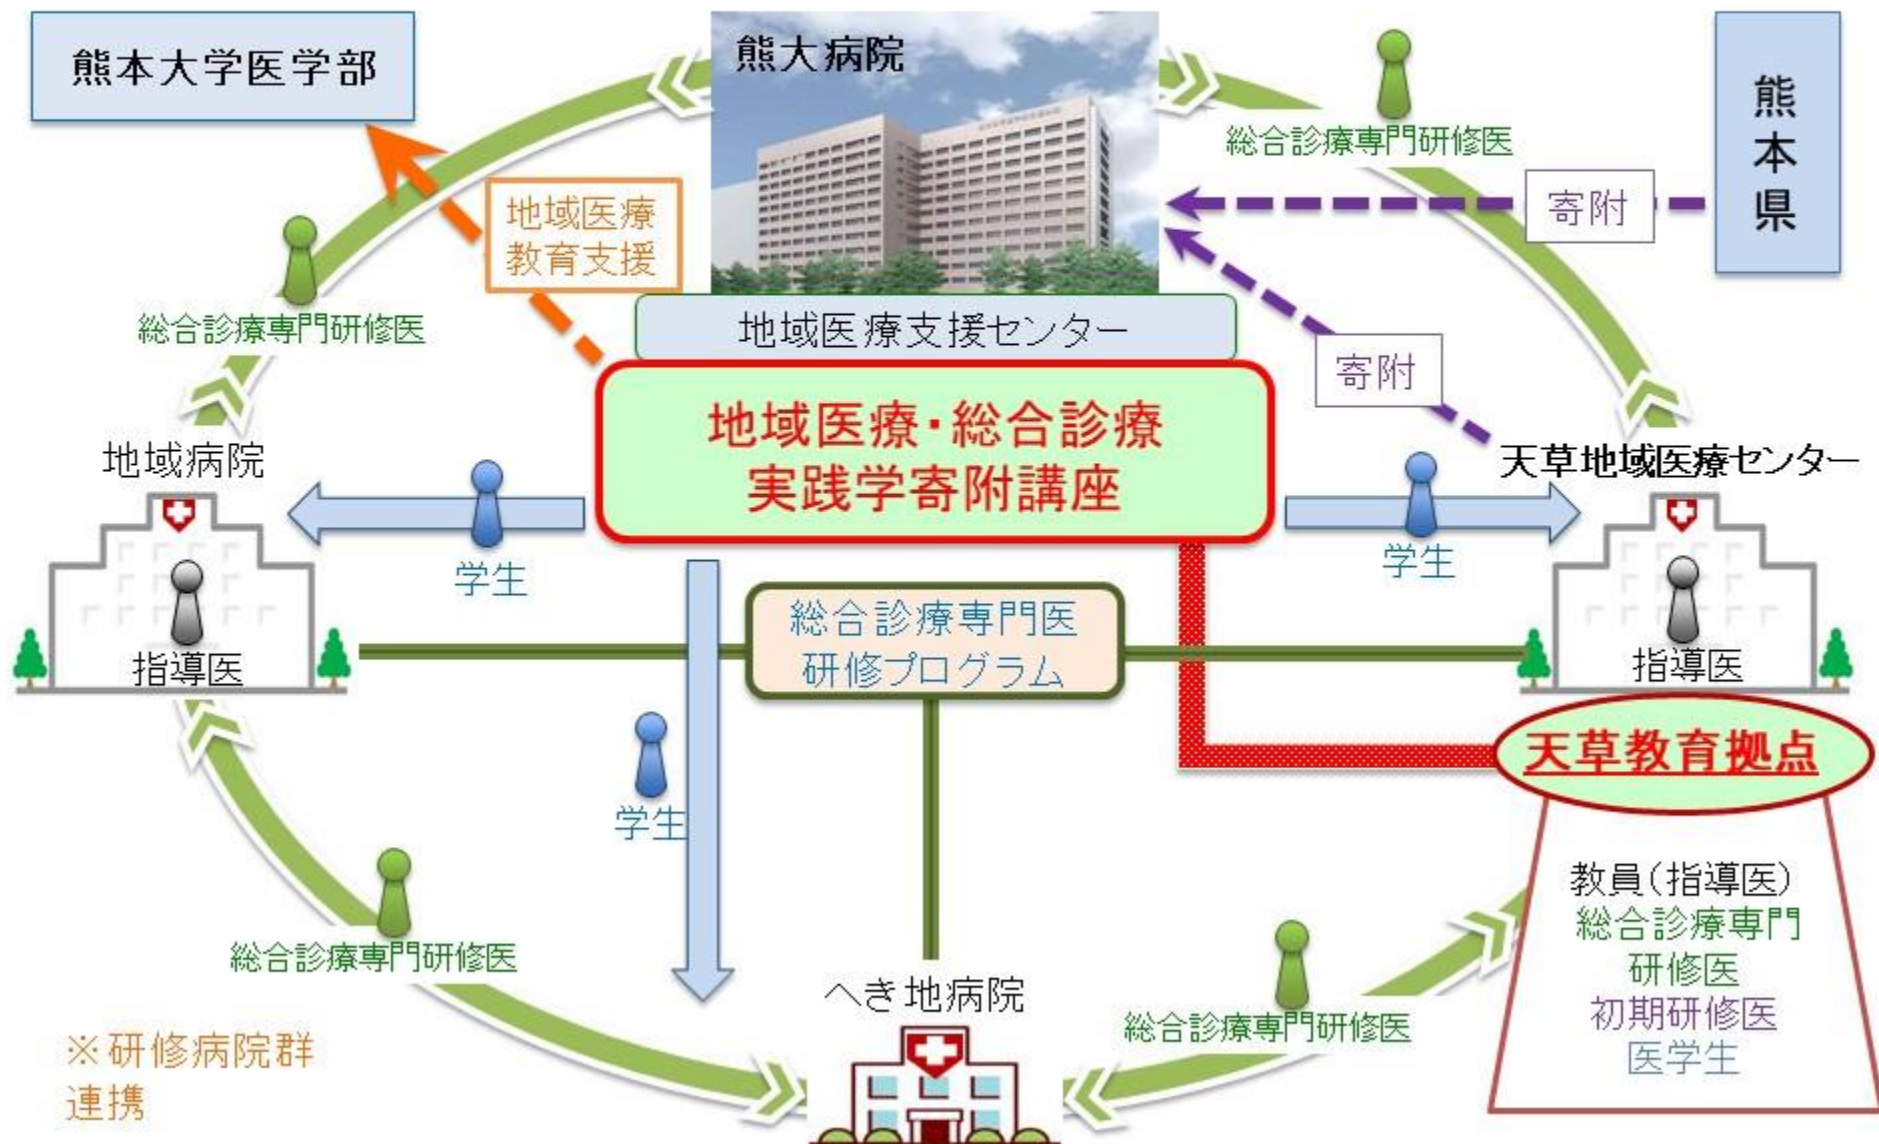 熊本大学医学部
熊大病院
総合診療専門研修医
熊本県
寄附
地域医療
教育支援
総合診療専門研修医
地域医療支援センター
寄附
地域医療・総合診療
実践学寄附講座
地域病院
天草地域医療センター
学生
学生
総合診療専門医
研修プログラム
指導医
指導医
天草教育拠点
学生
教員(指導医)
総合診療専門
研修医
初期研修医
医学生
総合診療専門研修医
へき地病院
総合診療専門研修医
※研修病院群
連携